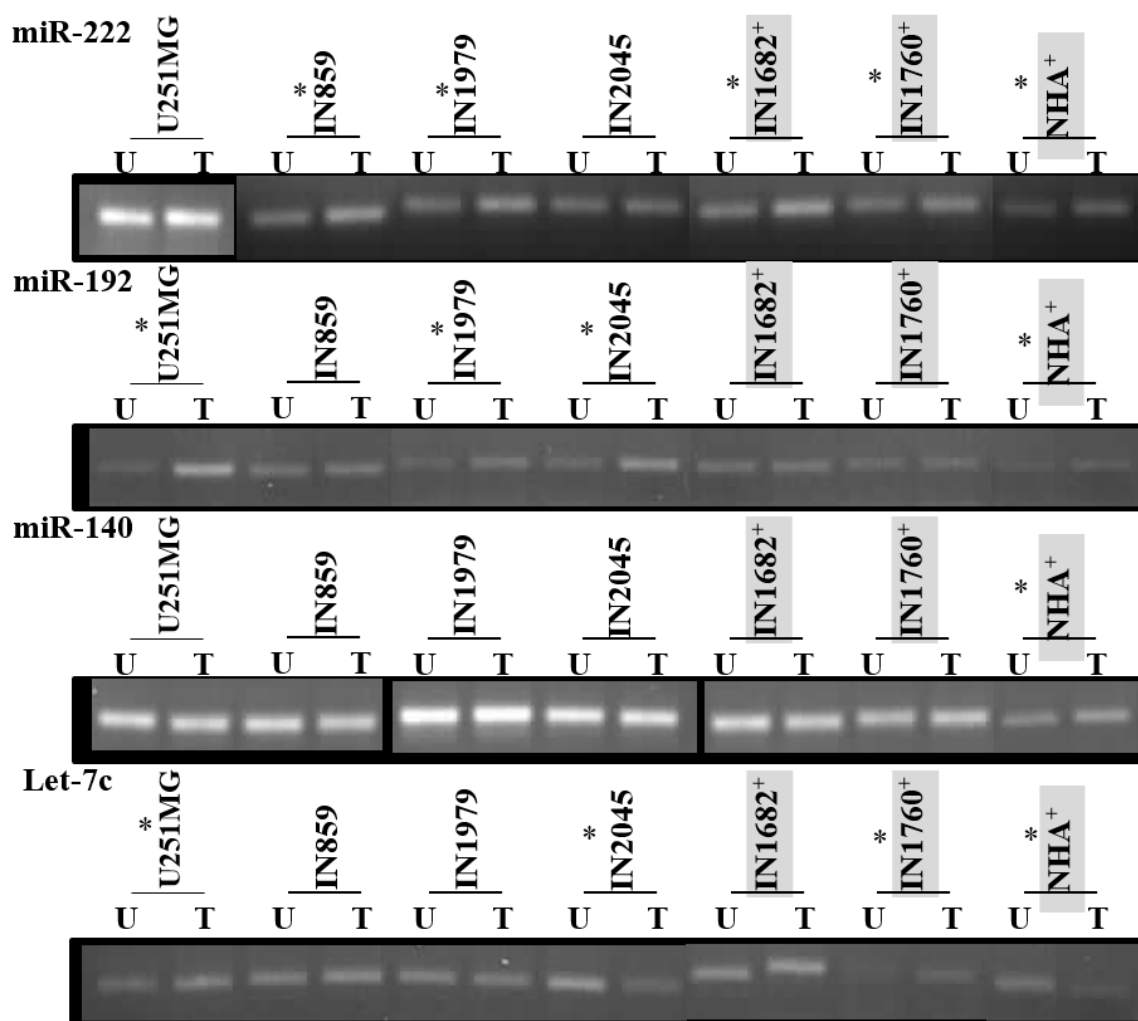 miR-222
U251MG *IN859 *IN1979 IN2045 *IN1682⁺ *IN1760⁺ *NHA⁺
U T U T U T U T U T U T U T
miR-192
*U251MG IN859 *IN1979 *IN2045 IN1682⁺ IN1760⁺ *NHA⁺
U T U T U T U T U T U T U T
miR-140
U251MG IN859 IN1979 IN2045 IN1682⁺ IN1760⁺ *NHA⁺
U T U T U T U T U T U T U T
Let-7c
*U251MG IN859 IN1979 *IN2045 IN1682⁺ *IN1760⁺ *NHA⁺
U T U T U T U T U T U T U T